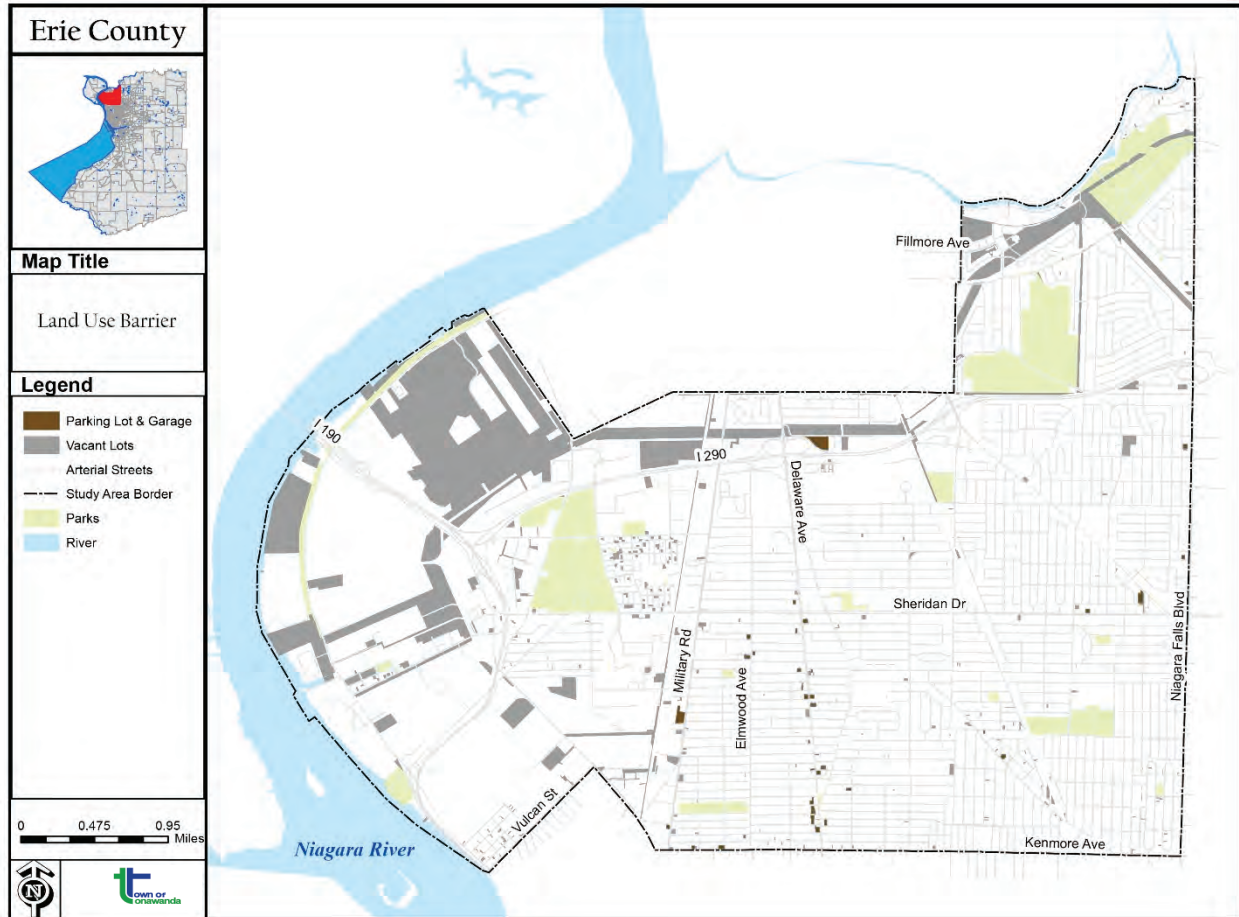 Erie County
Map Title
Land Use Barrier
Legend
Parking Lot & Garage
Vacant Lots
Arterial Streets
Study Area Border
Parks
River
0 0.475 0.95
Miles
N
town of
tonawanda
Fillmore Ave
I 190
I 290
Delaware Ave
Sheridan Dr
Military Rd
Elmwood Ave
Niagara Falls Blvd
Vulcan St
Kenmore Ave
Niagara River